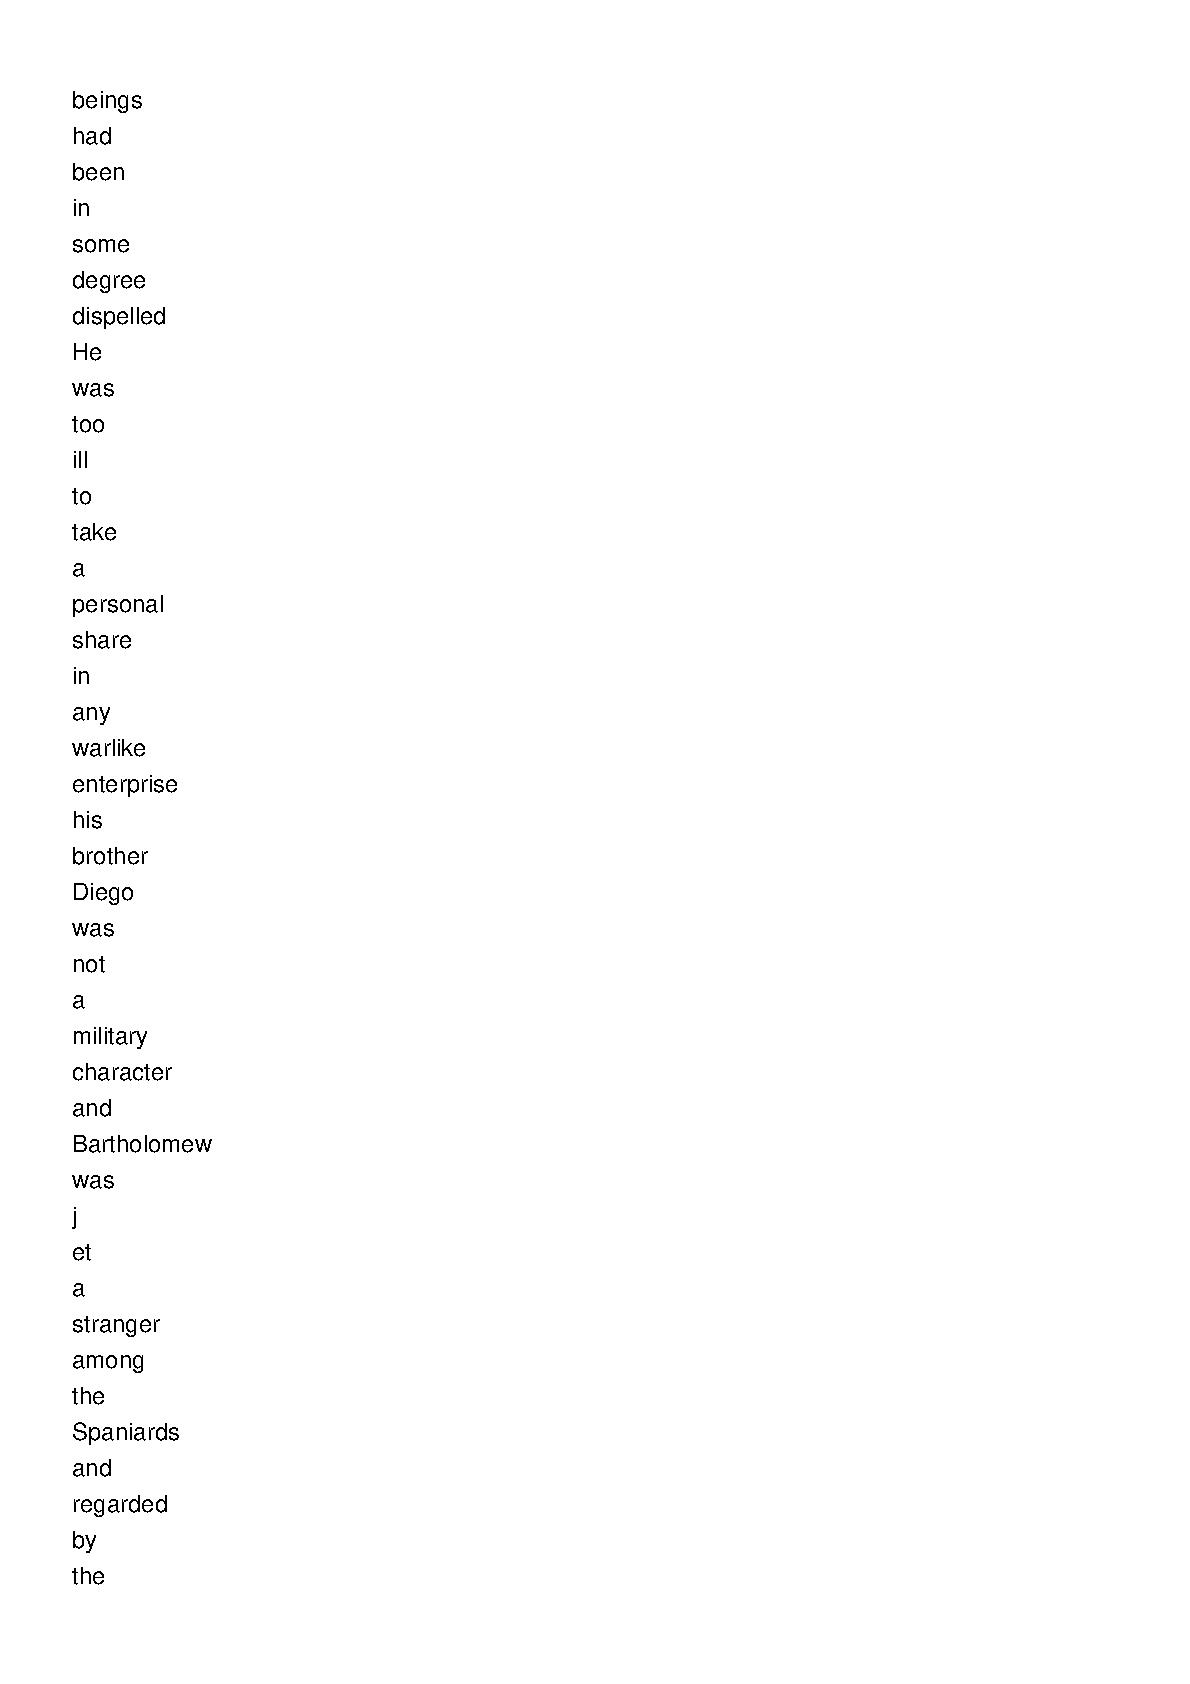 beings
had
been
in
some
degree
dispelled
He
was
too
ill
to
take
a
personal
share
in
any
warlike
enterprise
his
brother
Diego
was
not
a
military
character
and
Bartholomew
was
j
et
a
stranger
among
the
Spaniards
and
regarded
by
the